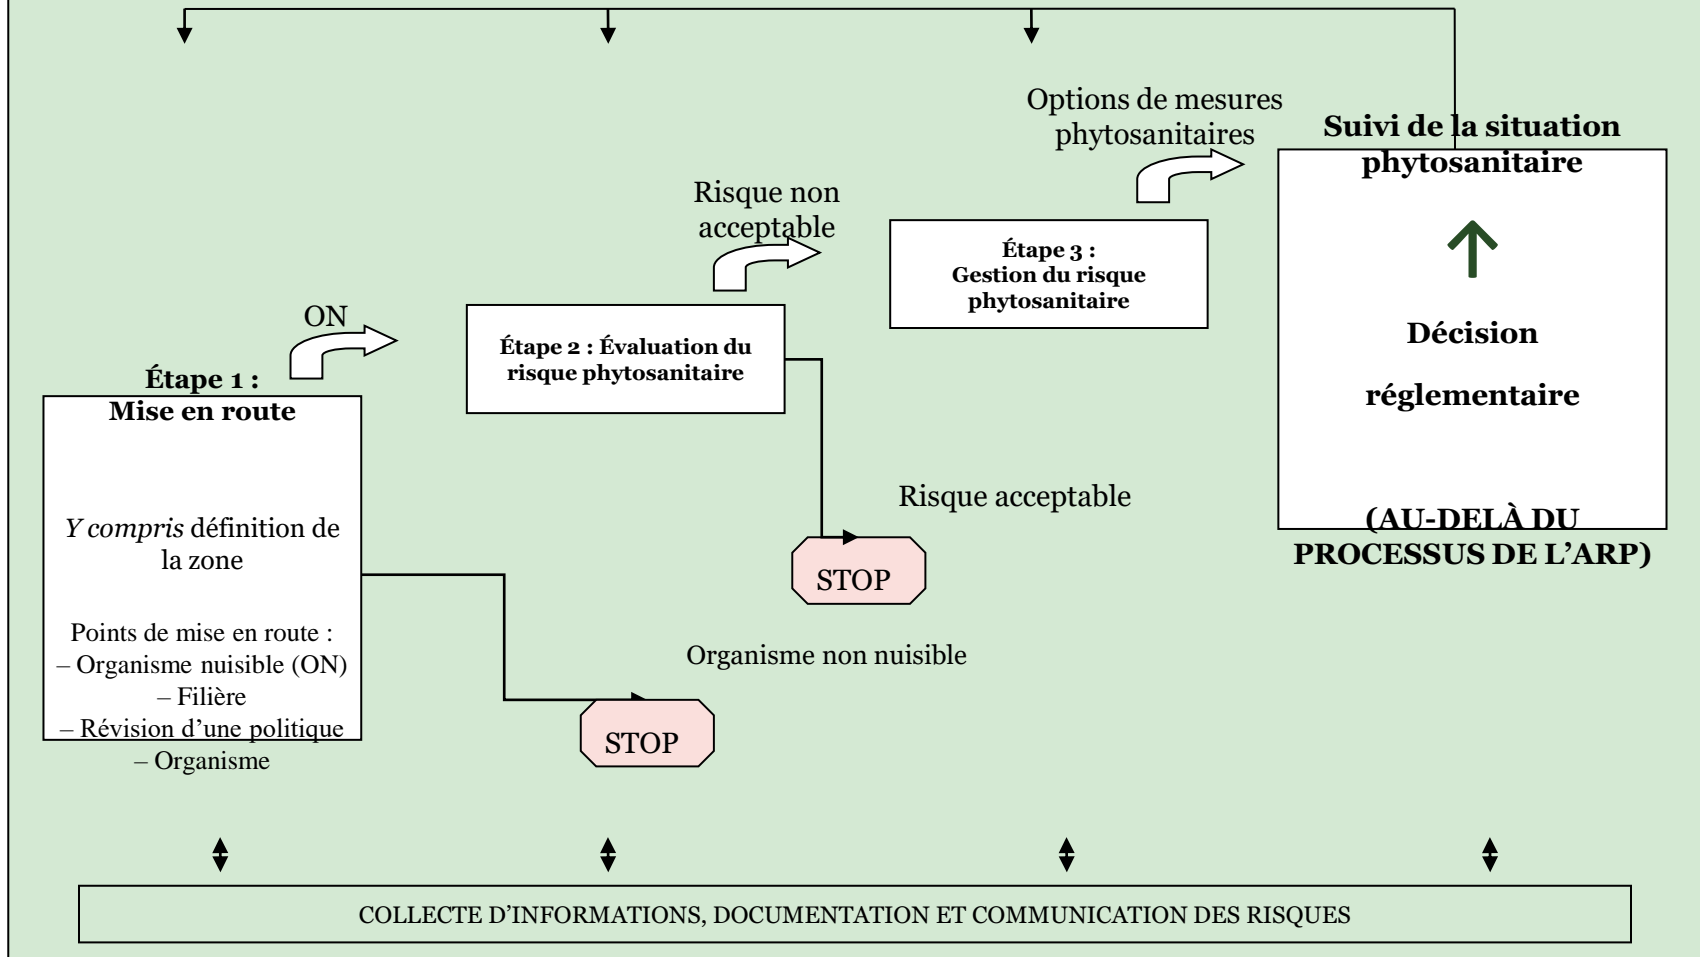 Options de mesures
phytosanitaires
Suivi de la situation
phytosanitaire
Décision
réglementaire
(AU-DELÀ DU
PROCESSUS DE L’ARP)
Risque non
acceptable
Étape 3 :
Gestion du risque
phytosanitaire
ON
Étape 2 : Évaluation du
risque phytosanitaire
Étape 1 :
Mise en route
Y compris définition de
la zone
Points de mise en route :
– Organisme nuisible (ON)
– Filière
– Révision d’une politique
– Organisme
Risque acceptable
STOP
Organisme non nuisible
STOP
COLLECTE D’INFORMATIONS, DOCUMENTATION ET COMMUNICATION DES RISQUES